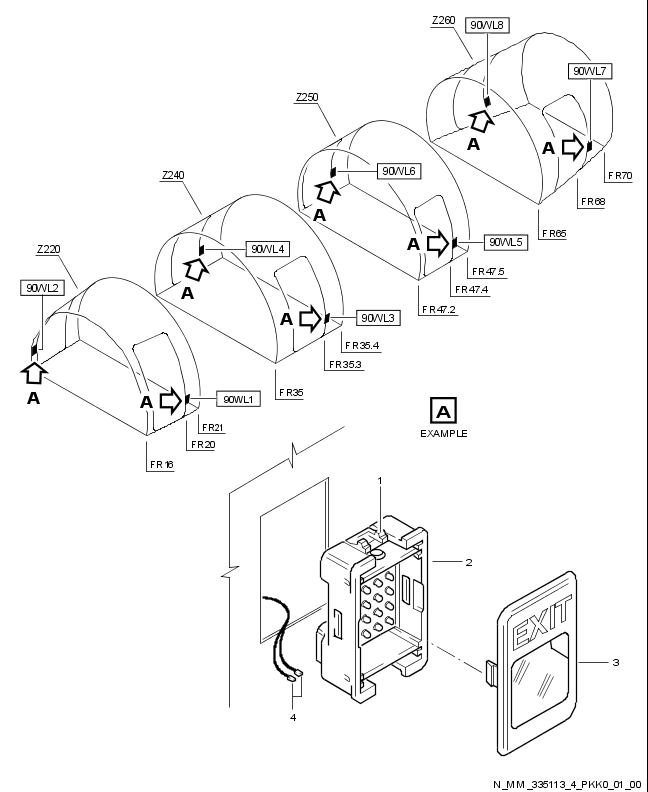 Z260
90WL8
90WL7
Z250
A
A
FR70
FR68
90WL6
Z240
FR65
A
A
90WL5
90WL4
Z220
FR47.5
FR47.4
A
FR47.2
90WL2
A
90WL3
FR35.4
FR35.3
FR35
A
A
90WL1
FR21
FR20
FR16
A
EXAMPLE
1
2
EXIT
3
4
N_MM_335113_4_PKK0_01_00